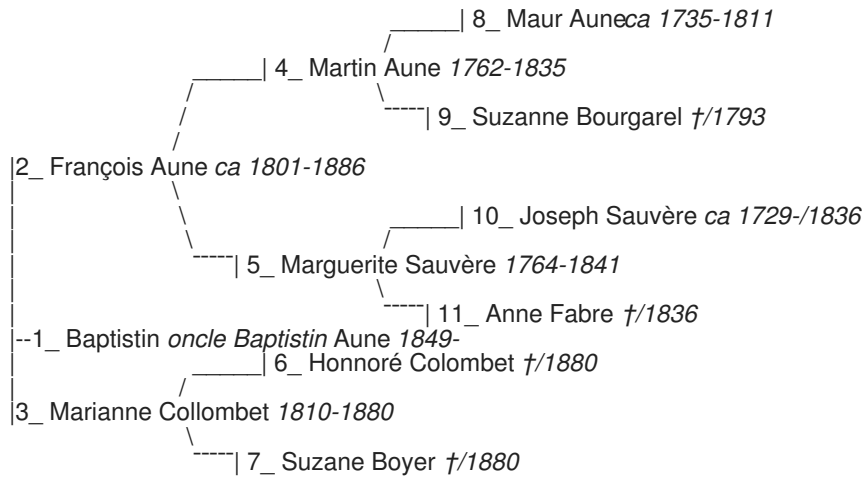 8_ Maur Auneca 1735-1811
4_ Martin Aune 1762-1835
9_ Suzanne Bourgarel †/1793
2_ François Aune ca 1801-1886
10_ Joseph Sauvère ca 1729-/1836
5_ Marguerite Sauvère 1764-1841
11_ Anne Fabre †/1836
--1_ Baptistin oncle Baptistin Aune 1849-
6_ Honnoré Colombet †/1880
3_ Marianne Collombet 1810-1880
7_ Suzane Boyer †/1880